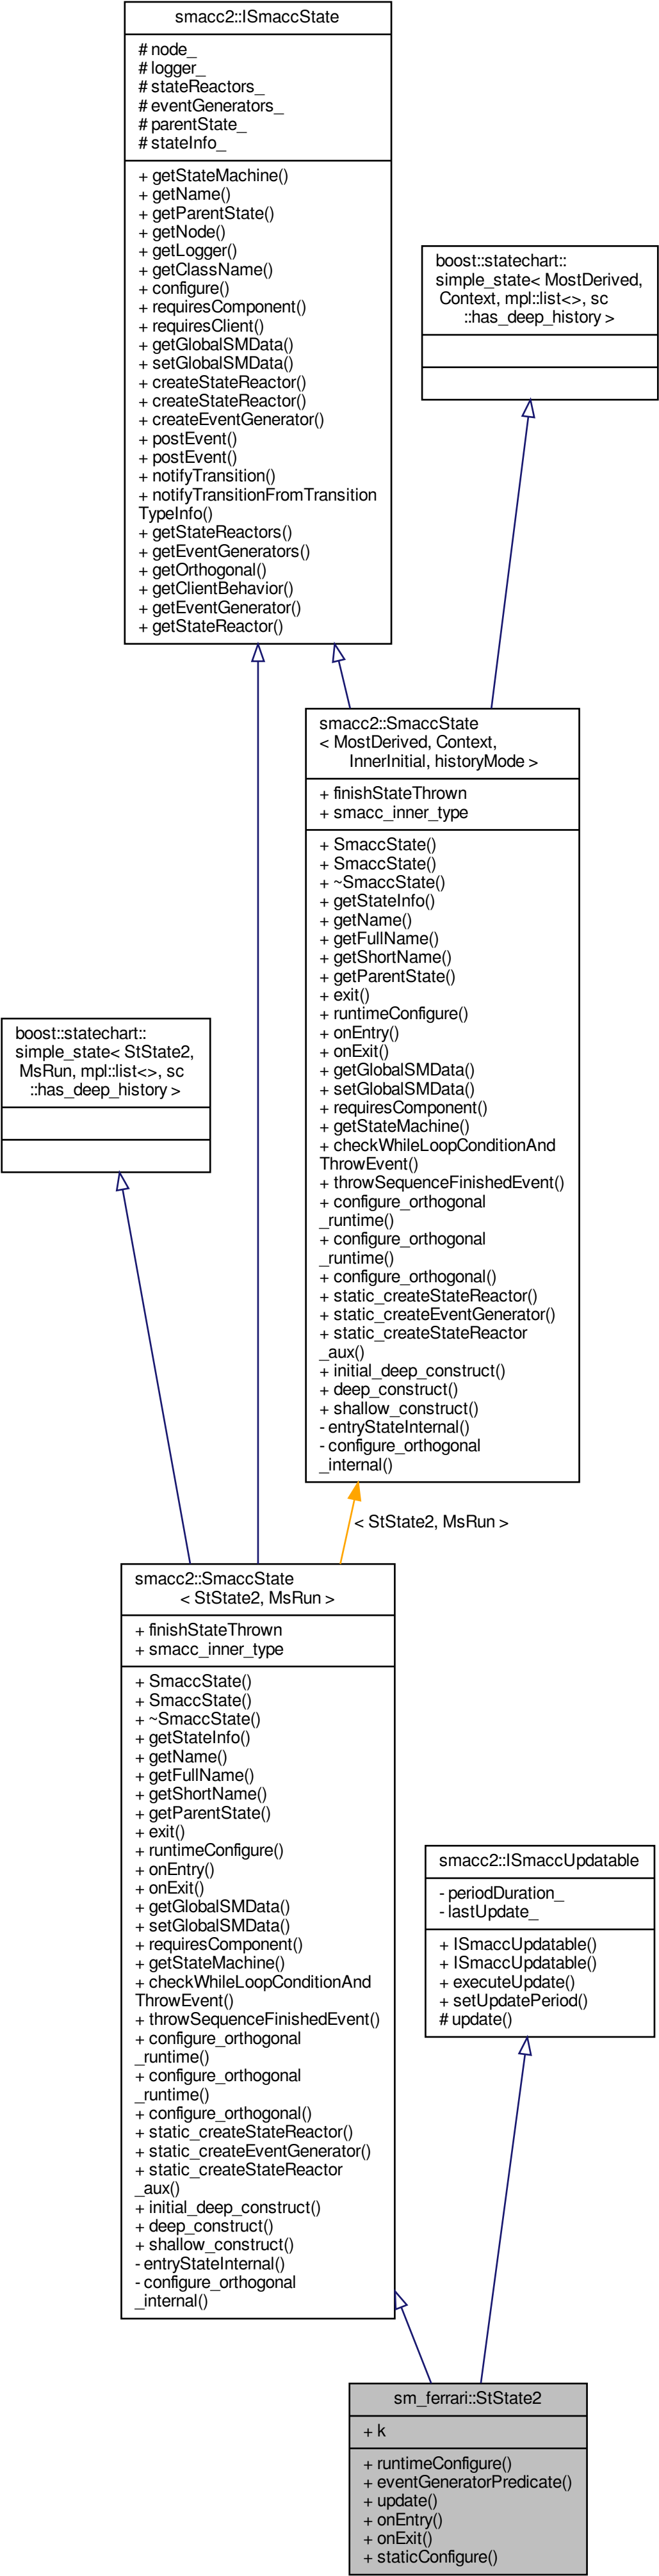 smacc2::ISmaccState
# node_
# logger_
# stateReactors_
# eventGenerators_
# parentState_
# stateInfo_
+ getStateMachine()
+ getName()
+ getParentState()
+ getNode()
+ getLogger()
+ getClassName()
+ configure()
+ requiresComponent()
+ requiresClient()
+ getGlobalSMData()
+ setGlobalSMData()
+ createStateReactor()
+ createStateReactor()
+ createEventGenerator()
+ postEvent()
+ postEvent()
+ notifyTransition()
+ notifyTransitionFromTransition
TypeInfo()
+ getStateReactors()
+ getEventGenerators()
+ getOrthogonal()
+ getClientBehavior()
+ getEventGenerator()
+ getStateReactor()
boost::statechart::
simple_state< MostDerived,
Context, mpl::list<>, sc
::has_deep_history >
smacc2::SmaccState
< MostDerived, Context,
InnerInitial, historyMode >
+ finishStateThrown
+ smacc_inner_type
+ SmaccState()
+ SmaccState()
+ ~SmaccState()
+ getStateInfo()
+ getName()
+ getFullName()
+ getShortName()
+ getParentState()
+ exit()
+ runtimeConfigure()
+ onEntry()
+ onExit()
+ getGlobalSMData()
+ setGlobalSMData()
+ requiresComponent()
+ getStateMachine()
+ checkWhileLoopConditionAnd
ThrowEvent()
+ throwSequenceFinishedEvent()
+ configure_orthogonal
_runtime()
+ configure_orthogonal
_runtime()
+ configure_orthogonal()
+ static_createStateReactor()
+ static_createEventGenerator()
+ static_createStateReactor
_aux()
+ initial_deep_construct()
+ deep_construct()
+ shallow_construct()
- entryStateInternal()
- configure_orthogonal
_internal()
boost::statechart::
simple_state< StState2,
MsRun, mpl::list<>, sc
::has_deep_history >
< StState2, MsRun >
smacc2::SmaccState
< StState2, MsRun >
+ finishStateThrown
+ smacc_inner_type
+ SmaccState()
+ SmaccState()
+ ~SmaccState()
+ getStateInfo()
+ getName()
+ getFullName()
+ getShortName()
+ getParentState()
+ exit()
+ runtimeConfigure()
+ onEntry()
+ onExit()
+ getGlobalSMData()
+ setGlobalSMData()
+ requiresComponent()
+ getStateMachine()
+ checkWhileLoopConditionAnd
ThrowEvent()
+ throwSequenceFinishedEvent()
+ configure_orthogonal
_runtime()
+ configure_orthogonal
_runtime()
+ configure_orthogonal()
+ static_createStateReactor()
+ static_createEventGenerator()
+ static_createStateReactor
_aux()
+ initial_deep_construct()
+ deep_construct()
+ shallow_construct()
- entryStateInternal()
- configure_orthogonal
_internal()
smacc2::ISmaccUpdatable
- periodDuration_
- lastUpdate_
+ ISmaccUpdatable()
+ ISmaccUpdatable()
+ executeUpdate()
+ setUpdatePeriod()
# update()
sm_ferrari::StState2
+ k
+ runtimeConfigure()
+ eventGeneratorPredicate()
+ update()
+ onEntry()
+ onExit()
+ staticConfigure()